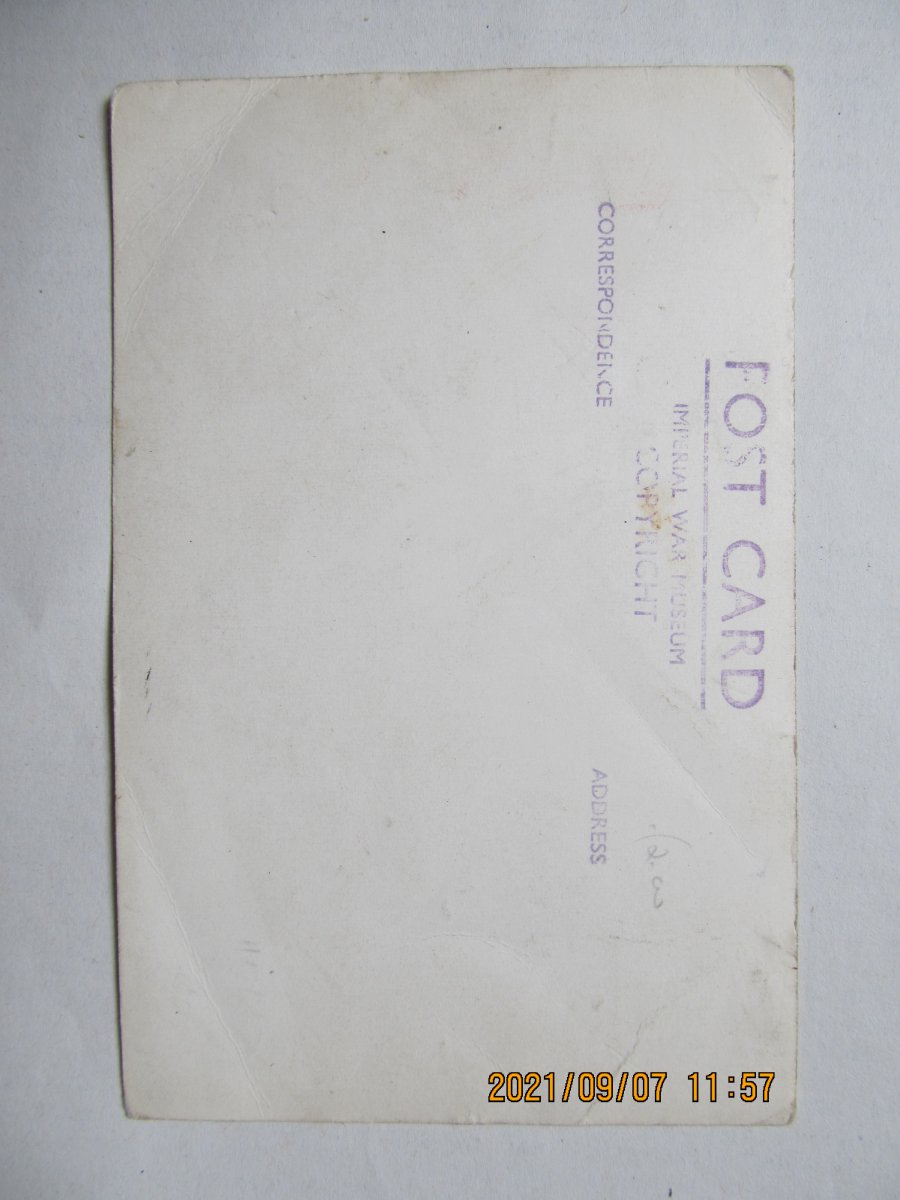 POST CARD
IMPERIAL WAR MUSEUM
COPYRIGHT
CORRESPONDENCE
ADDRESS
2021/09/07 11:57